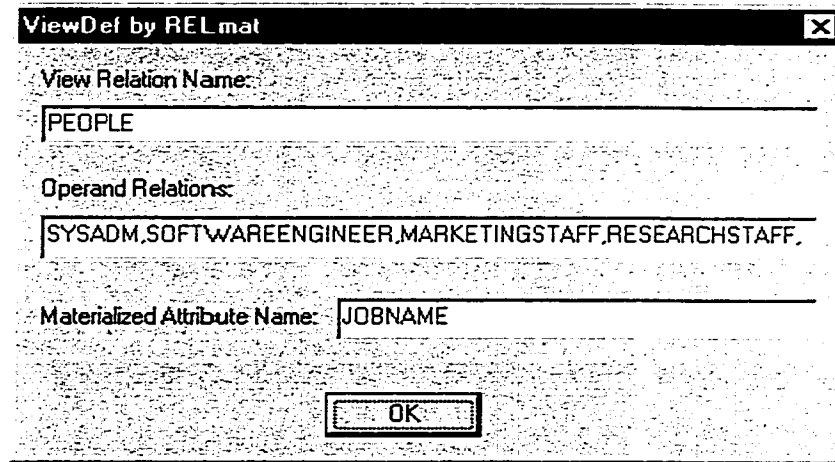 ViewDef by RELmat
View Relation Name:
PEOPLE
Operand Relations:
SYSADM,SOFTWAREENGINEER,MARKETINGSTAFF,RESEARCHSTAFF,
Materialized Attribute Name: JOBNAME
OK